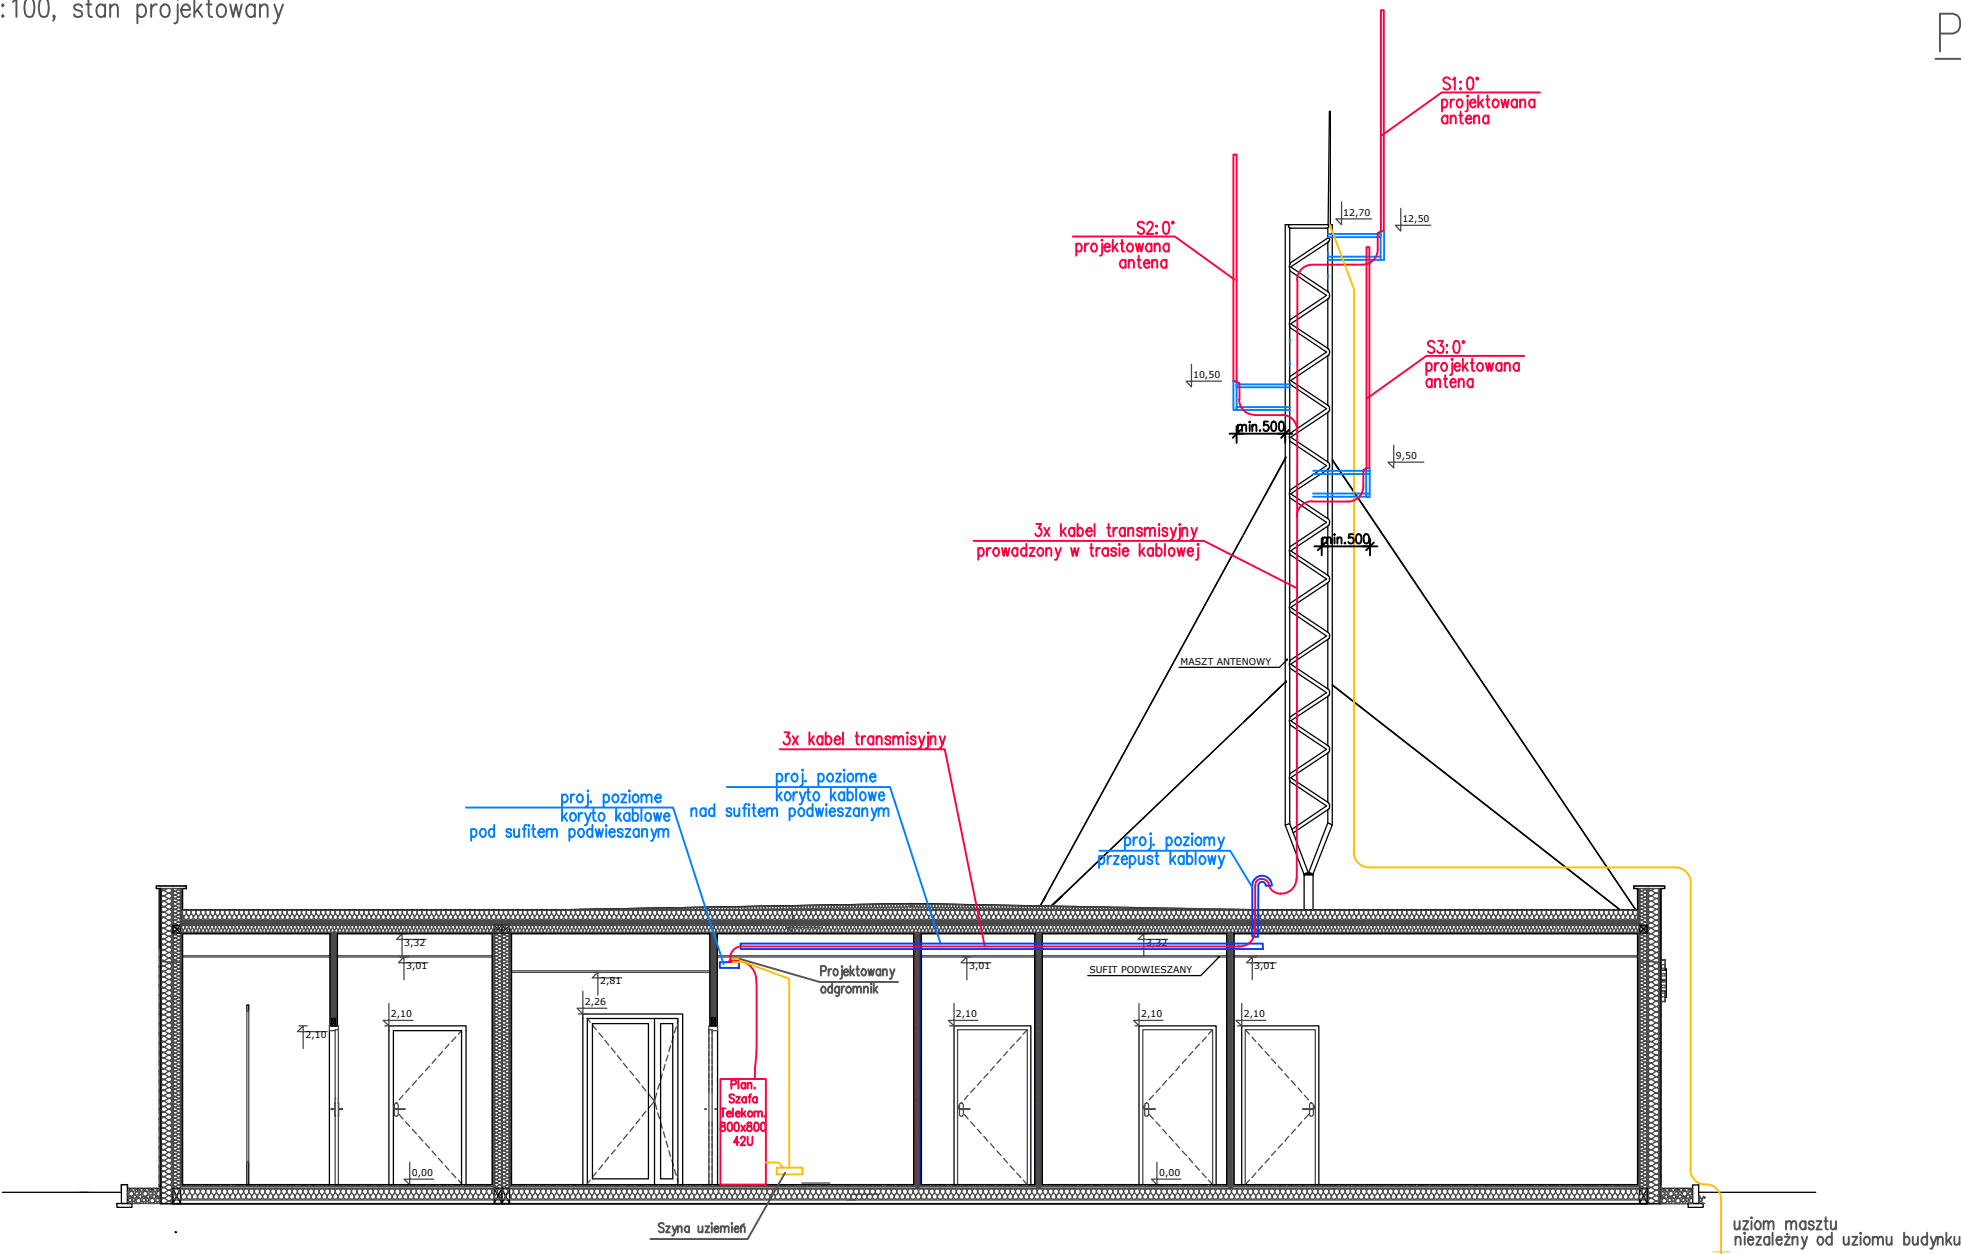 :100, stan projektowany
P
S1:0°
projektowana
antena
12,70
12,50
S2:0°
projektowana
antena
S3:0°
projektowana
antena
10,50
min.500
9,50
3x kabel transmisyjny
prowadzony w trasie kablowej
min.500
MASZT ANTENOWY
3x kabel transmisyjny
proj. poziome
koryto kablowe
nad sufitem podwieszanym
proj. poziome
koryto kablowe
pod sufitem podwieszanym
proj. poziomy
przepust kablowy
3,32
3,01
2,81
2,26
2,10
2,10
Projektowany
odgromnik
3,01
3,32
SUFIT PODWIESZANY
3,01
2,10
2,10
2,10
Plan.
Szafa
Telekom.
800x800
42U
0,00
0,00
Szyna uziemień
uziom masztu
niezależny od uziomu budynku